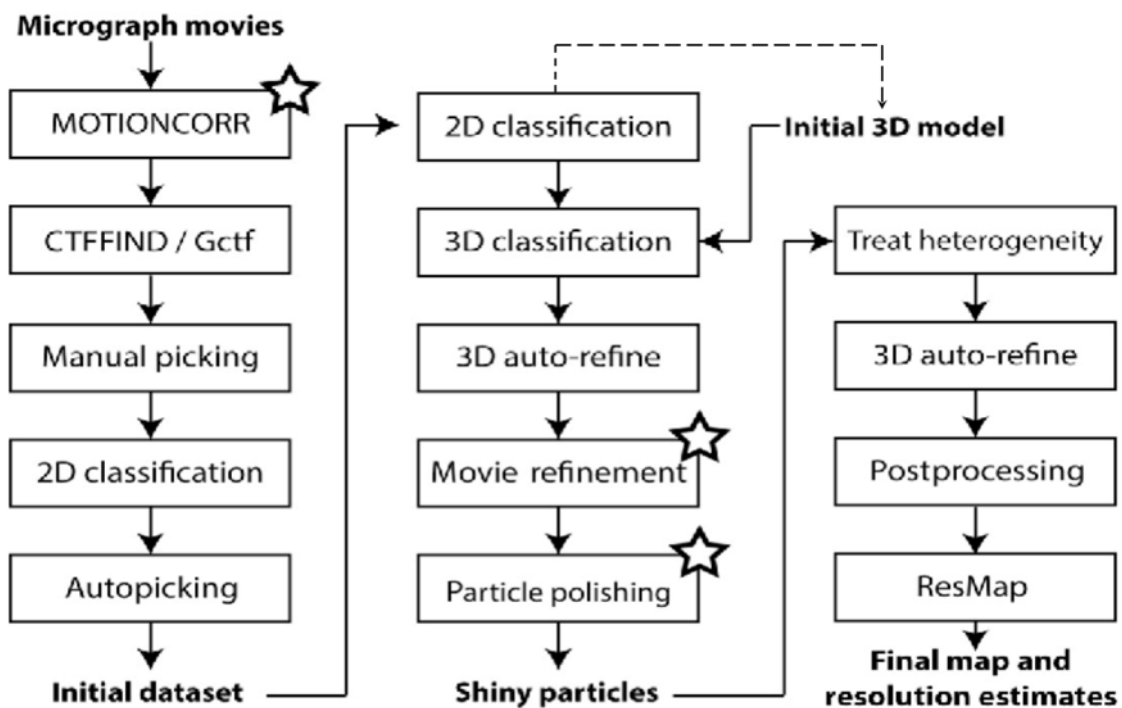 Micrograph movies
MOTIONCORR
CTFFIND / Gctf
Manual picking
2D classification
Autopicking
Initial dataset
2D classification
Initial 3D model
3D classification
3D auto-refine
Movie refinement
Particle polishing
Shiny particles
Treat heterogeneity
3D auto-refine
Postprocessing
ResMap
Final map and
resolution estimates